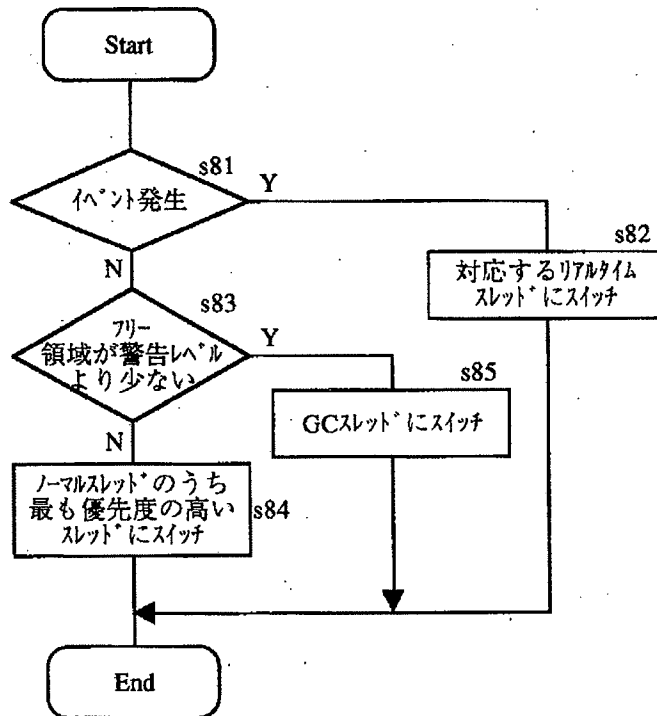 Start
s81
イベント発生
Y
s82
N
対応するリアルタイム
スレッドにスイッチ
s83
フリー
領域が警告レベル
より少ない
Y
s85
GCスレッドにスイッチ
N
ノーマルスレッドのうち
最も優先度の高い
スレッドにスイッチ
s84
End